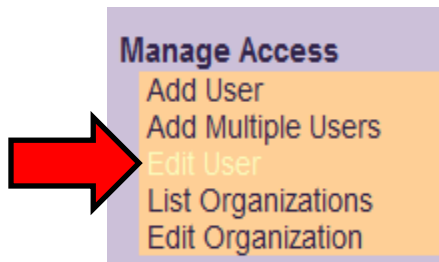 Manage Access
Add User
Add Multiple Users
Edit User
List Organizations
Edit Organization